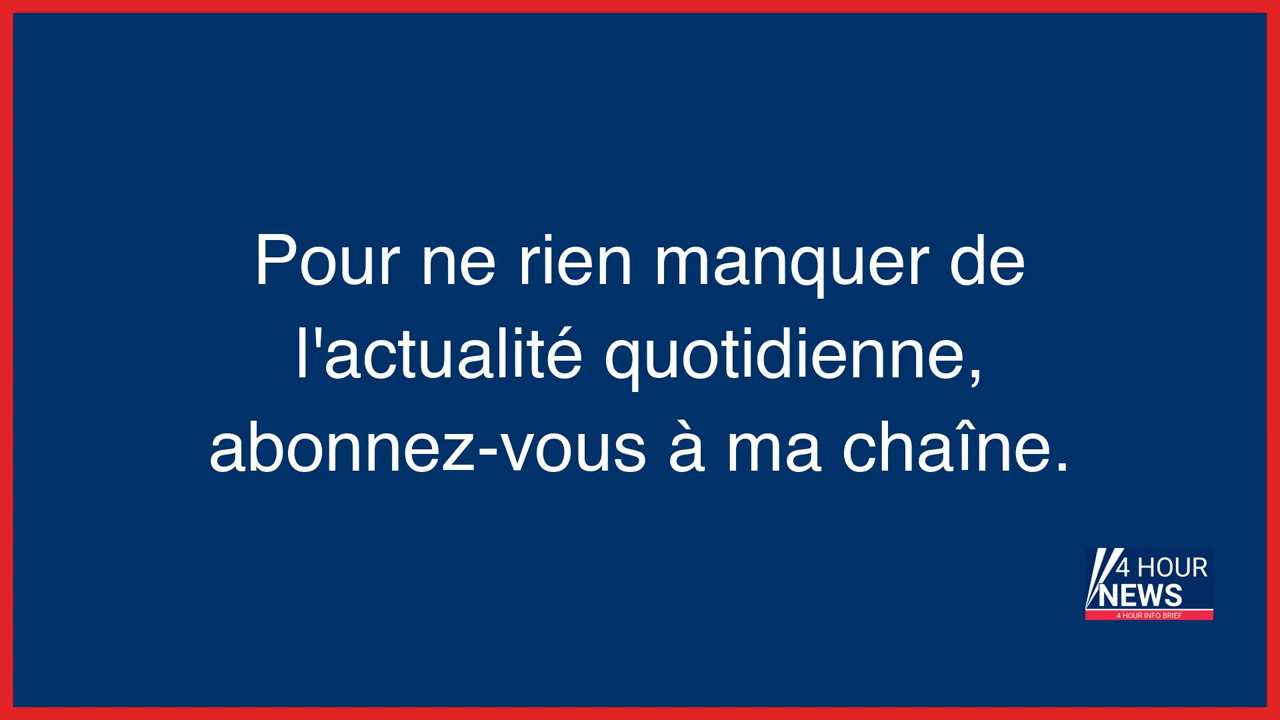 Pour ne rien manquer de
l'actualité quotidienne,
abonnez-vous à ma chaîne.
4 HOUR
NEWS
4 HOUR INFO BRIEF